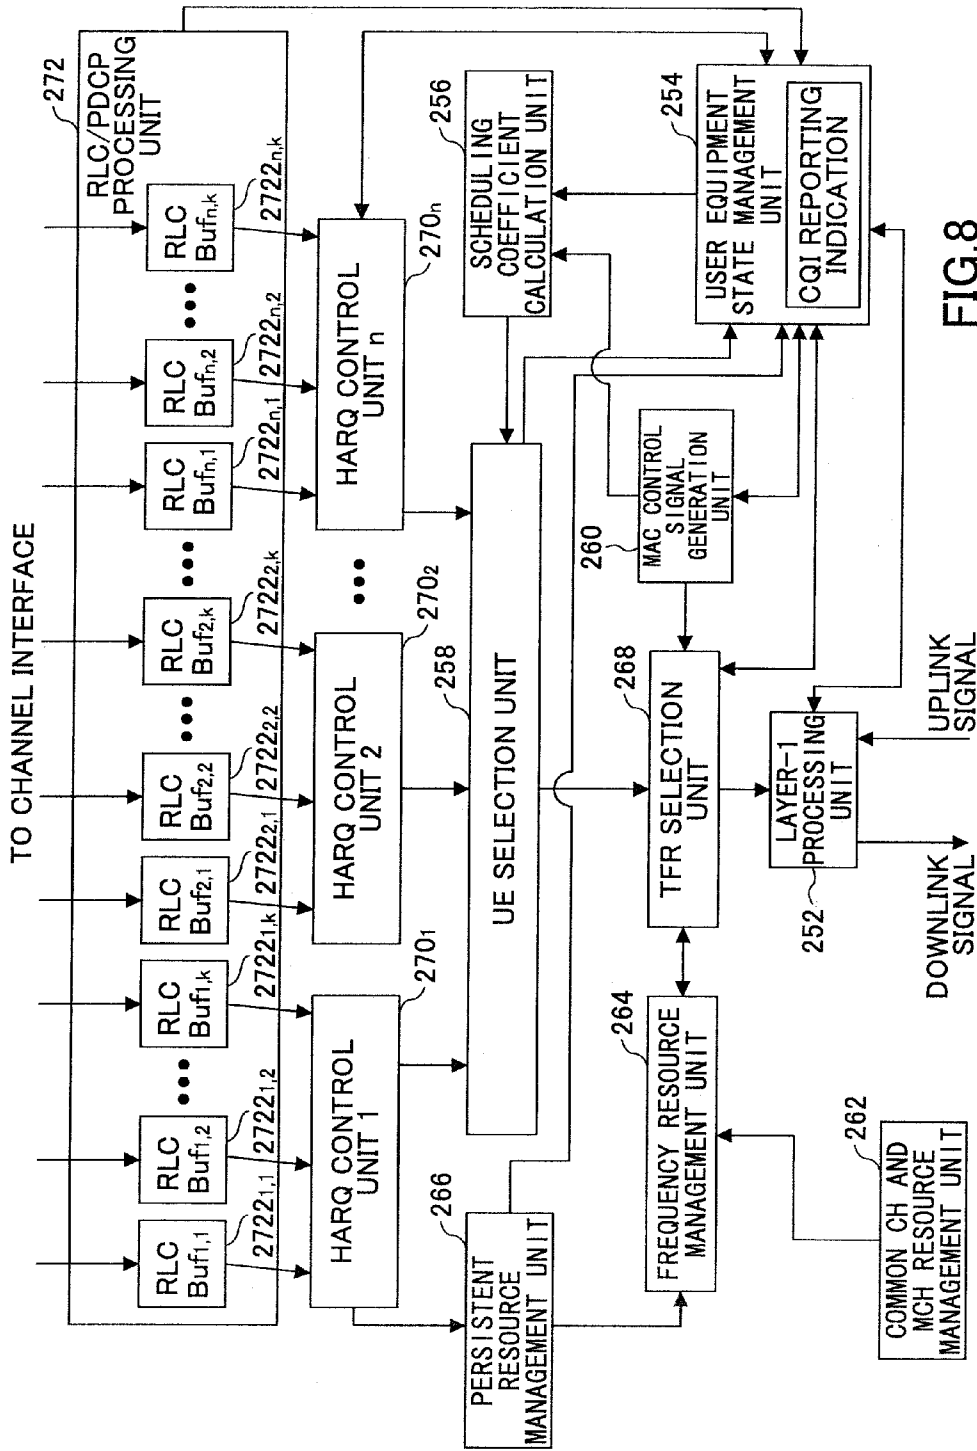 TO CHANNEL INTERFACE
272
RLC/PDCP
PROCESSING
UNIT
RLC
Buf1,1
27221,1
RLC
Buf1,2
27221,2
RLC
Buf1,k
27221,k
RLC
Buf2,1
27222,1
RLC
Buf2,2
27222,2
RLC
Buf2,k
27222,k
RLC
Bufn,1
2722n,1
RLC
Bufn,2
2722n,2
RLC
Bufn,k
2722n,k
HARQ CONTROL
UNIT 1
2701
HARQ CONTROL
UNIT 2
2702
HARQ CONTROL
UNIT n
270n
266
PERSISTENT
RESOURCE
MANAGEMENT UNIT
258
UE SELECTION UNIT
256
SCHEDULING
COEFFICIENT
CALCULATION UNIT
264
FREQUENCY RESOURCE
MANAGEMENT UNIT
268
TFR SELECTION
UNIT
260
MAC CONTROL
SIGNAL
GENERATION
UNIT
254
USER EQUIPMENT
STATE MANAGEMENT
UNIT
CQI REPORTING
INDICATION
262
COMMON CH AND
MCH RESOURCE
MANAGEMENT UNIT
252
LAYER-1
PROCESSING
UNIT
DOWNLINK
SIGNAL
UPLINK
SIGNAL
FIG.8